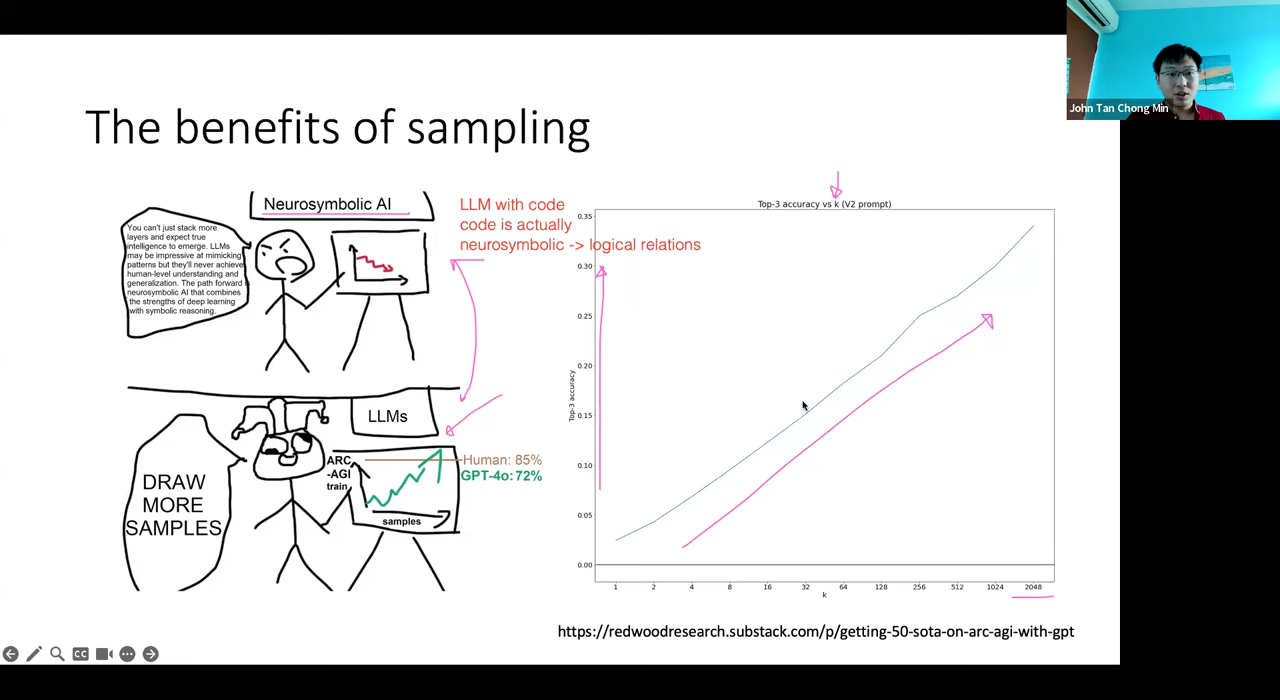 John Tan Chong Min
The benefits of sampling
Neurosymbolic AI
You can't just stack more
layers and expect true
intelligence to emerge. LLMs
may be impressive at mimicking
patterns but they'll never achieve
human-level understanding and
generalization. The path forward is
neurosymbolic AI that combines
the strengths of deep learning
with symbolic reasoning.
LLM with code
code is actually
neurosymbolic -> logical relations
LLMs
DRAW
MORE
SAMPLES
ARC
-AGI
train
samples
Human: 85%
GPT-4o: 72%
Top-3 accuracy vs k (V2 prompt)
Top-3 accuracy
0.35
0.30
0.25
0.20
0.15
0.10
0.05
0.00
1 2 4 8 16 32 64 128 256 512 1024 2048
k
https://redwoodresearch.substack.com/p/getting-50-sota-on-arc-agi-with-gpt
CC